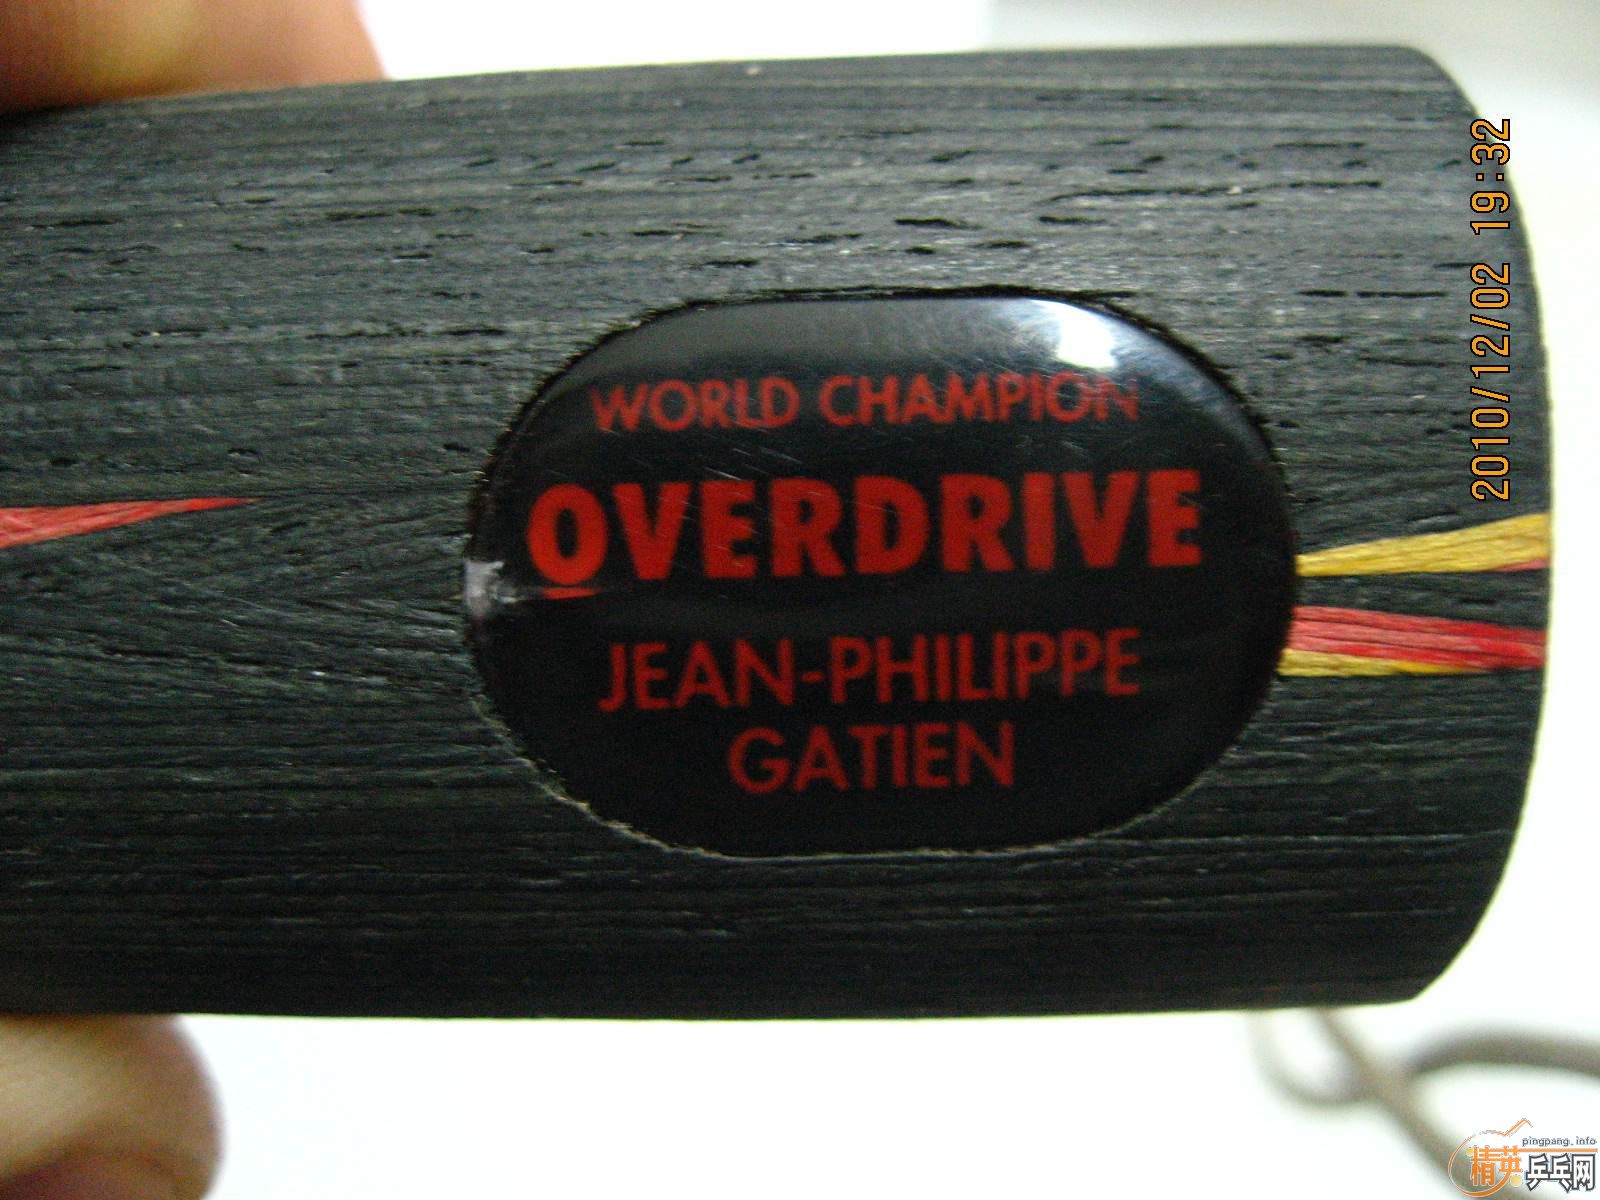 WORLD CHAMPION
OVERDRIVE
JEAN-PHILIPPE
GATIEN
2010/12/02 19:32
pingpang.info
精英乒乓网